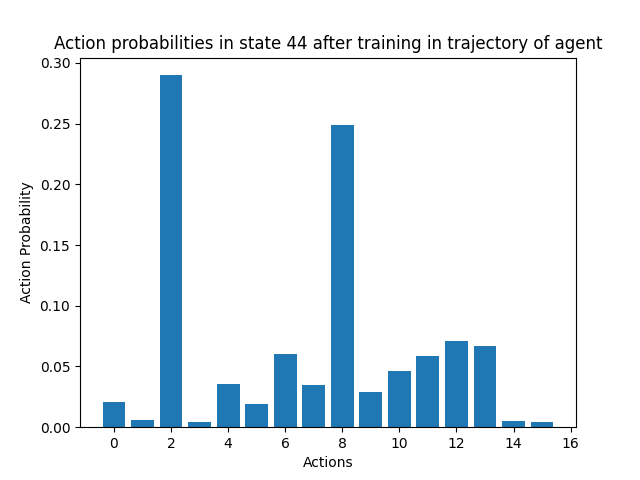 Action probabilities in state 44 after training in trajectory of agent
0.30
0.25
0.20
0.15
0.10
0.05
0.00
Action Probability
0 2 4 6 8 10 12 14 16
Actions